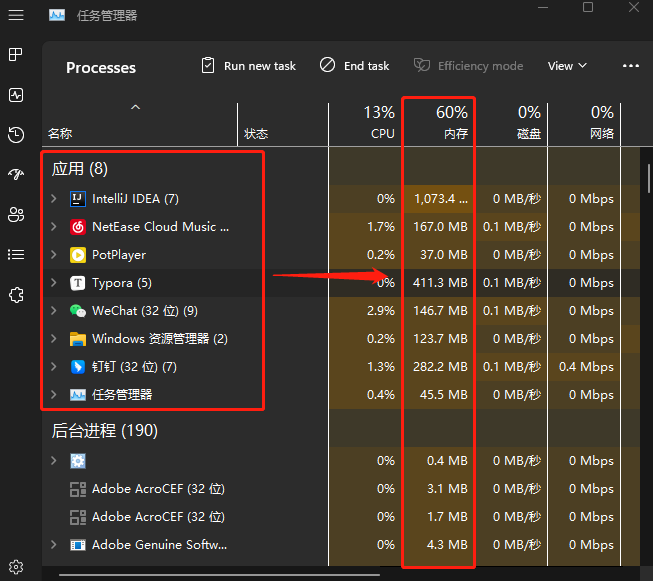 任务管理器
Processes
Run new task
End task
Efficiency mode
View
名称
状态
13% CPU
60% 内存
0% 磁盘
0% 网络
应用 (8)
IntelliJ IDEA (7) 0% 1,073.4 ... 0 MB/秒 0 Mbps
NetEase Cloud Music ... 1.7% 167.0 MB 0.1 MB/秒 0 Mbps
PotPlayer 0.2% 37.0 MB 0 MB/秒 0 Mbps
Typora (5) 0% 411.3 MB 0.1 MB/秒 0 Mbps
WeChat (32 位) (9) 2.9% 146.7 MB 0.1 MB/秒 0 Mbps
Windows 资源管理器 (2) 0.2% 123.7 MB 0 MB/秒 0 Mbps
钉钉 (32 位) (7) 1.3% 282.2 MB 0.1 MB/秒 0.4 Mbps
任务管理器 0.4% 45.5 MB 0 MB/秒 0 Mbps
后台进程 (190)
0% 0.4 MB 0 MB/秒 0 Mbps
Adobe AcroCEF (32 位) 0% 3.1 MB 0 MB/秒 0 Mbps
Adobe AcroCEF (32 位) 0% 1.7 MB 0 MB/秒 0 Mbps
Adobe Genuine Softw... 0% 4.3 MB 0 MB/秒 0 Mbps